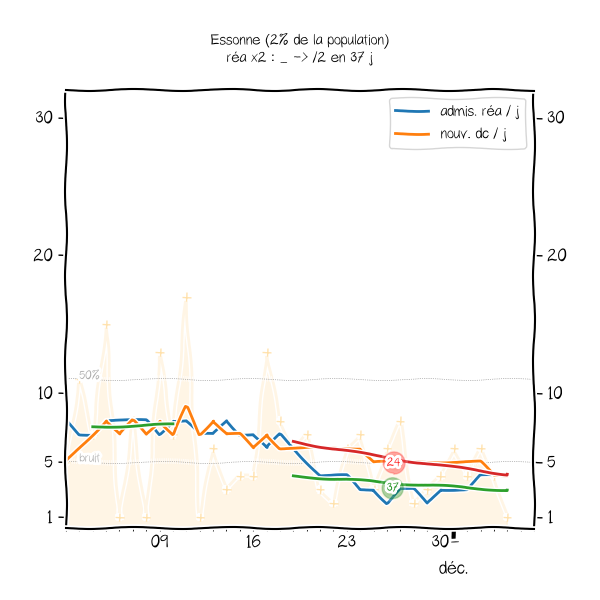 Essonne (2% de la population)
réa x2 : _ -> /2 en 37 j
admis. réa / j
nouv. dc / j
30
30
20
20
50%
10
10
bruit
24
5
5
37
1
1
09 16 23 30
déc.